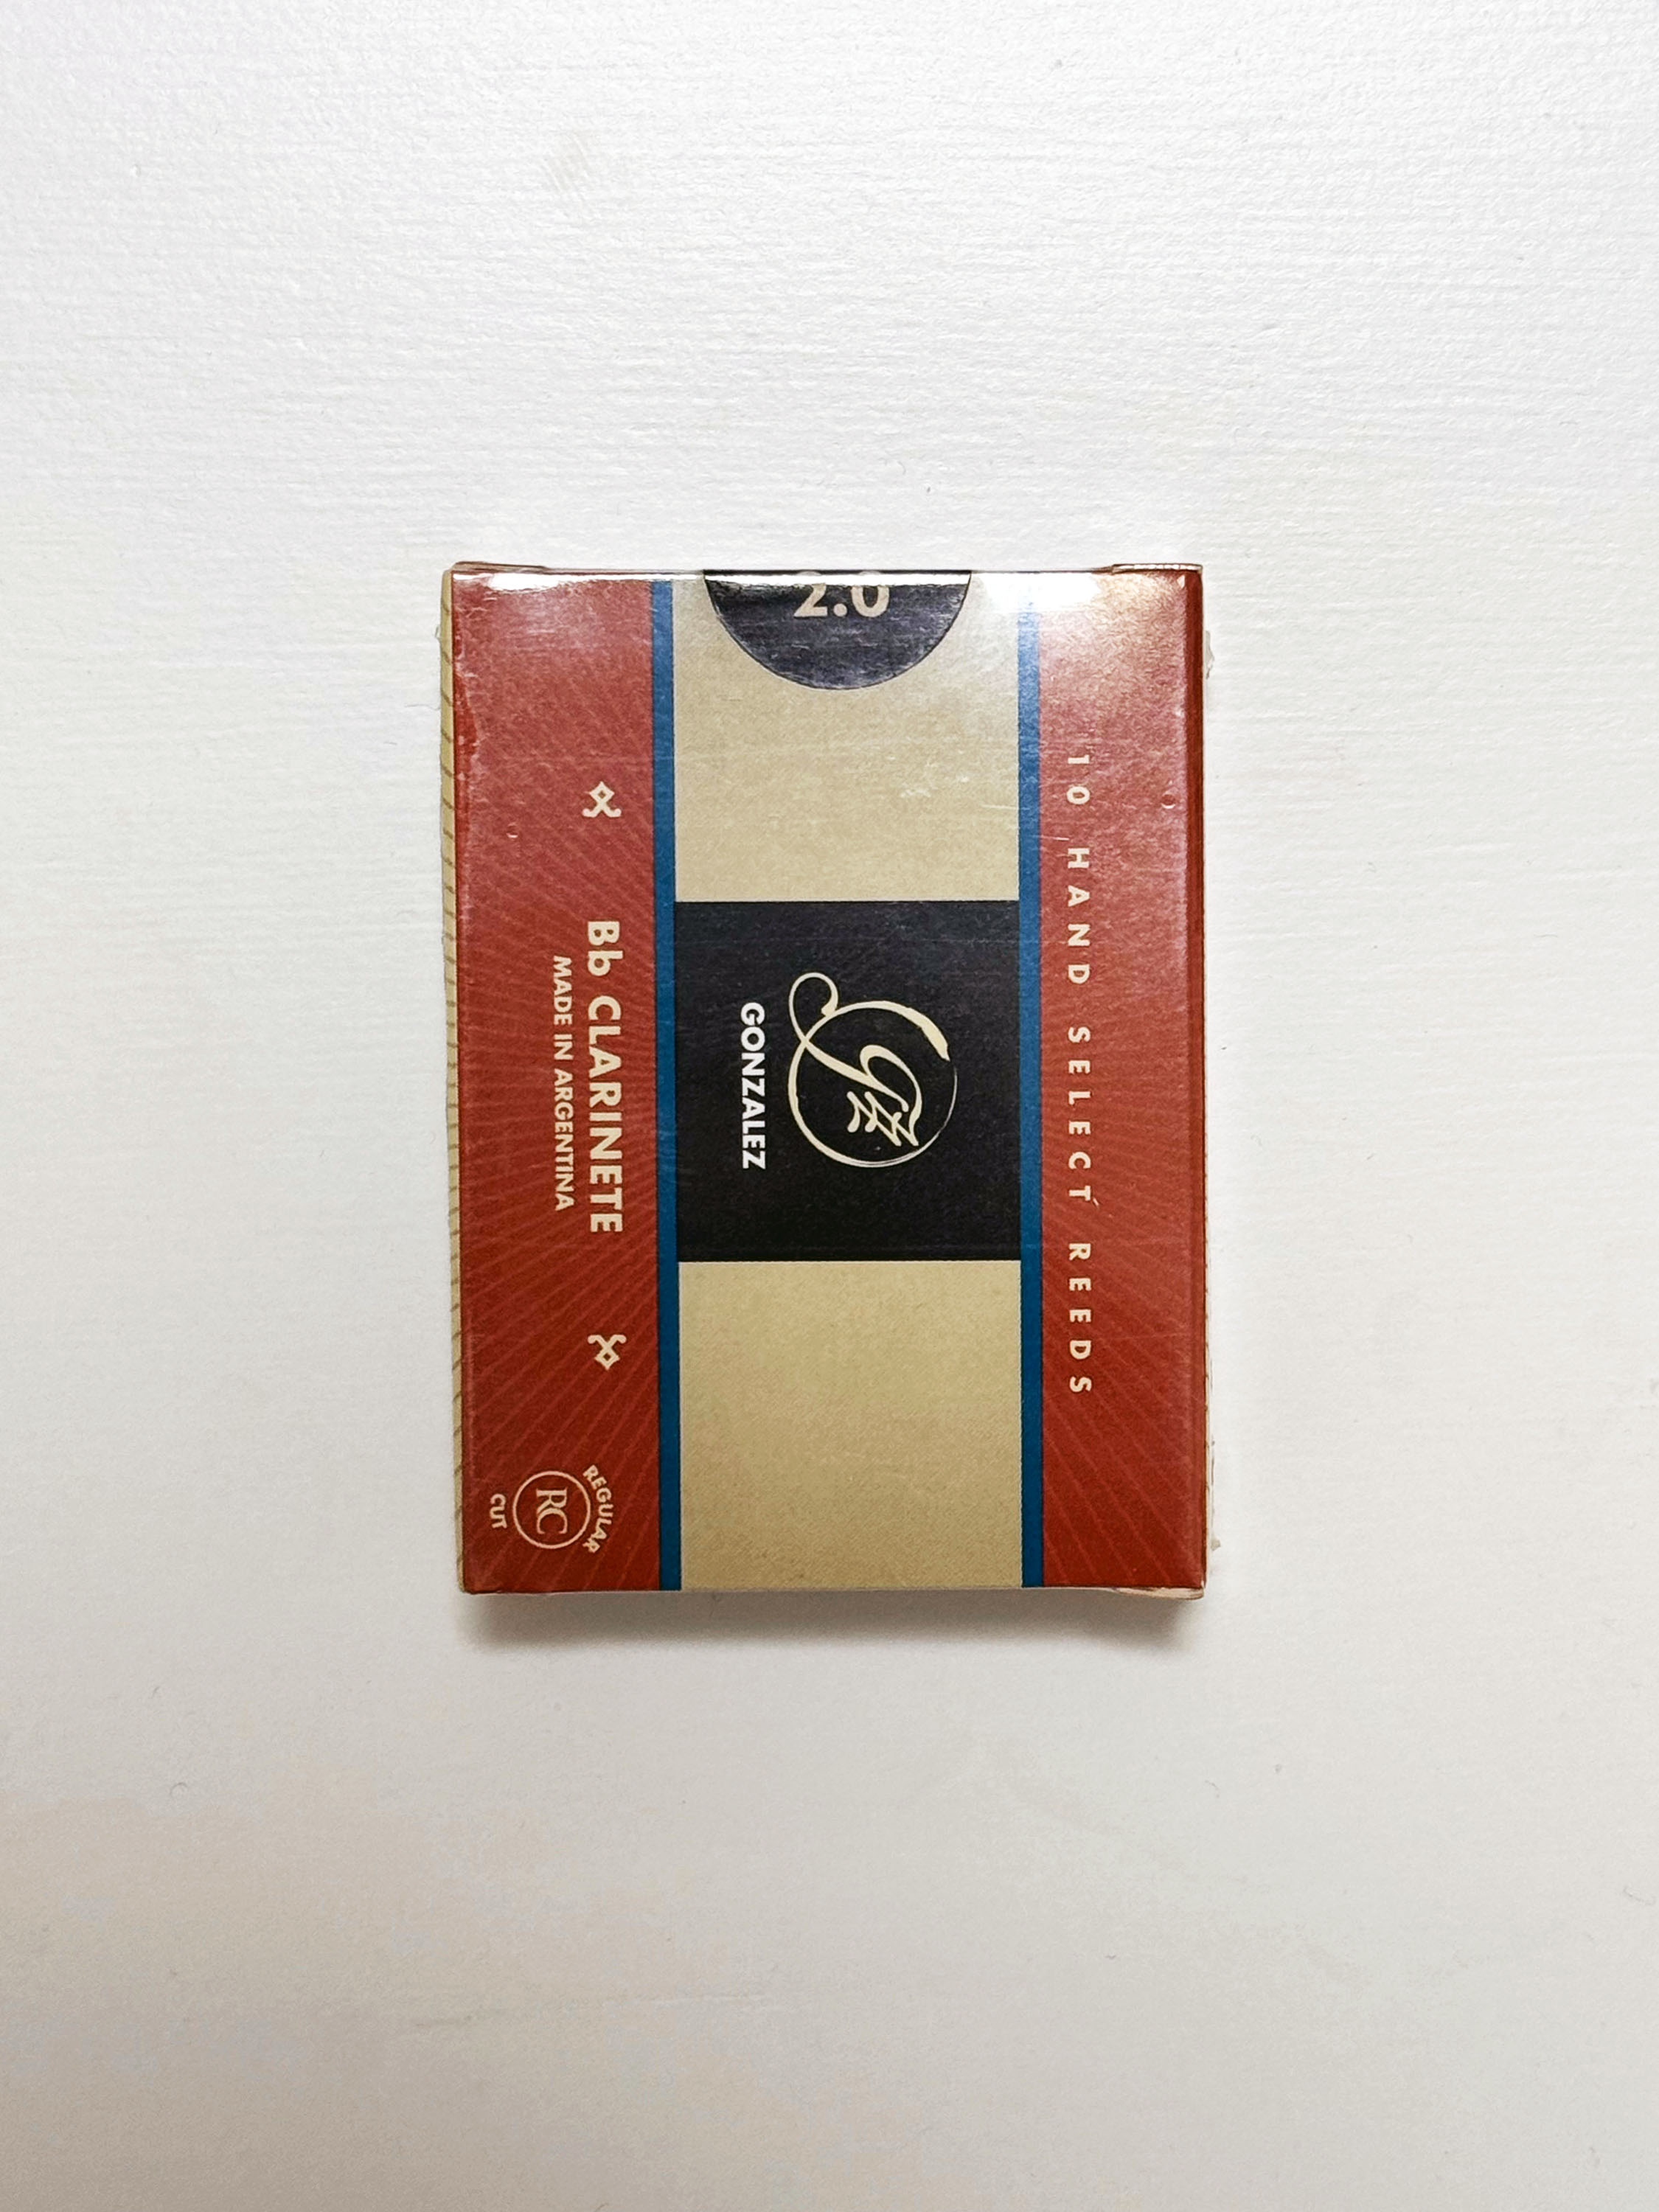 10 HAND SELECT REEDS
2.0
GONZALEZ
Bb CLARINETE
MADE IN ARGENTINA
REGULAR
RC
CUT